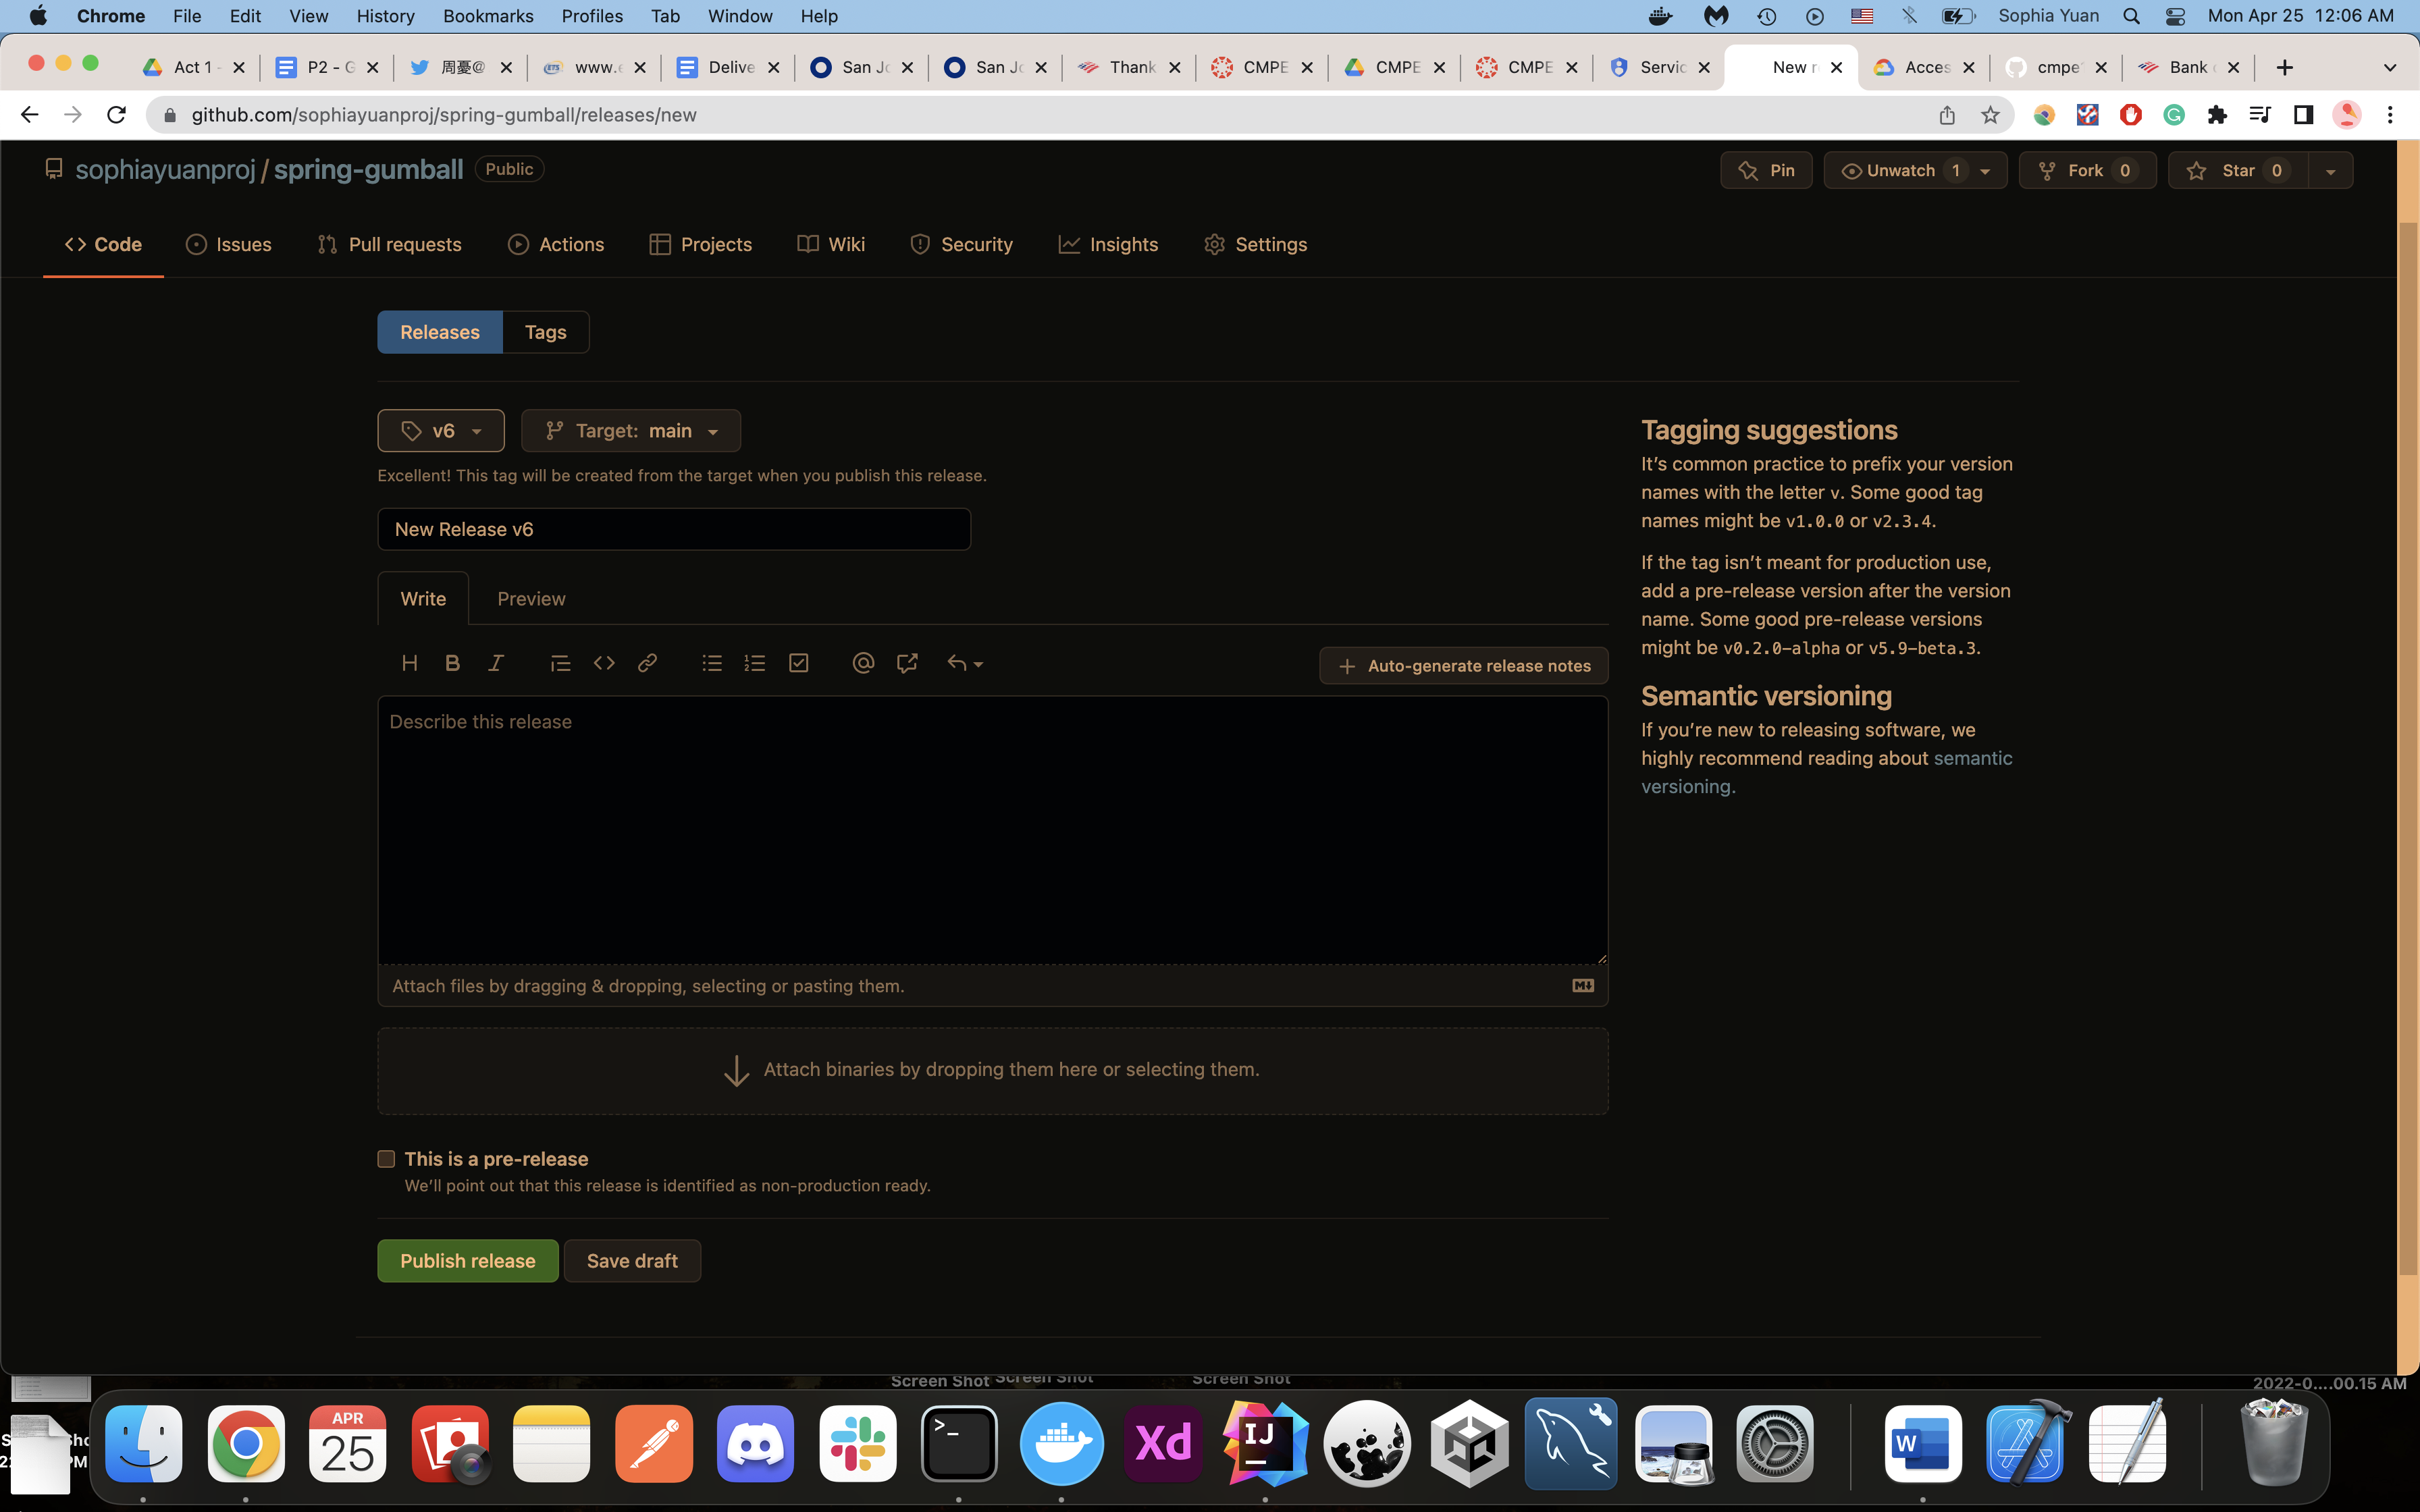 Chrome File Edit View History Bookmarks Profiles Tab Window Help Sophia Yuan Mon Apr 25 12:06 AM
Act 1 - P2 - G 周憂@ www.e Delive San Jo San Jo Thank CMPE CMPE CMPE Servic New r Acces cmpe Bank
github.com/sophiayuanproj/spring-gumball/releases/new
sophiayuanproj / spring-gumball Public Pin Unwatch 1 Fork 0 Star 0
Code Issues Pull requests Actions Projects Wiki Security Insights Settings
Releases Tags
v6 Target: main
Excellent! This tag will be created from the target when you publish this release.
New Release v6
Write Preview
H B I Auto-generate release notes
Describe this release
Attach files by dragging & dropping, selecting or pasting them.
Attach binaries by dropping them here or selecting them.
This is a pre-release
We'll point out that this release is identified as non-production ready.
Publish release Save draft
Tagging suggestions
It's common practice to prefix your version
names with the letter v. Some good tag
names might be v1.0.0 or v2.3.4.
If the tag isn't meant for production use,
add a pre-release version after the version
name. Some good pre-release versions
might be v0.2.0-alpha or v5.9-beta.3.
Semantic versioning
If you're new to releasing software, we
highly recommend reading about semantic
versioning.
Screen Shot Screen Shot Screen Shot 2022-0....00.15 AM
APR
25
Xd
IJ
W